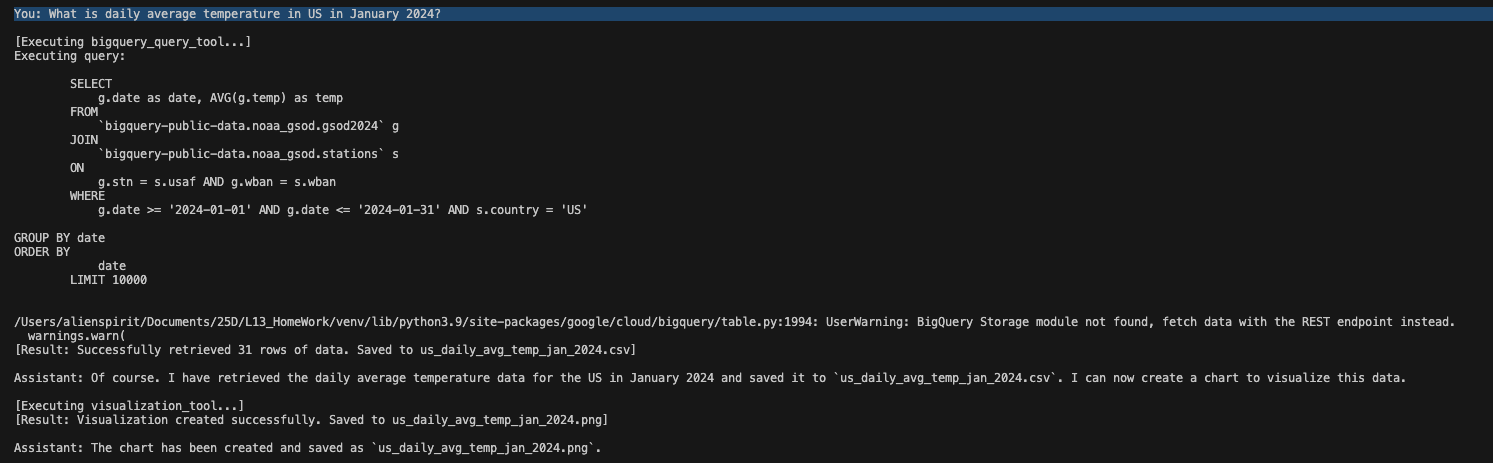 You: What is daily average temperature in US in January 2024?
[Executing bigquery_query_tool...]
Executing query:
SELECT
g.date as date, AVG(g.temp) as temp
FROM
`bigquery-public-data.noaa_gsod.gsod2024` g
JOIN
`bigquery-public-data.noaa_gsod.stations` s
ON
g.stn = s.usaf AND g.wban = s.wban
WHERE
g.date >= '2024-01-01' AND g.date <= '2024-01-31' AND s.country = 'US'
GROUP BY date
ORDER BY
date
LIMIT 10000
/Users/alienspirit/Documents/25D/L13_HomeWork/venv/lib/python3.9/site-packages/google/cloud/bigquery/table.py:1994: UserWarning: BigQuery Storage module not found, fetch data with the REST endpoint instead.
warnings.warn(
[Result: Successfully retrieved 31 rows of data. Saved to us_daily_avg_temp_jan_2024.csv]
Assistant: Of course. I have retrieved the daily average temperature data for the US in January 2024 and saved it to `us_daily_avg_temp_jan_2024.csv`. I can now create a chart to visualize this data.
[Executing visualization_tool...]
[Result: Visualization created successfully. Saved to us_daily_avg_temp_jan_2024.png]
Assistant: The chart has been created and saved as `us_daily_avg_temp_jan_2024.png`.